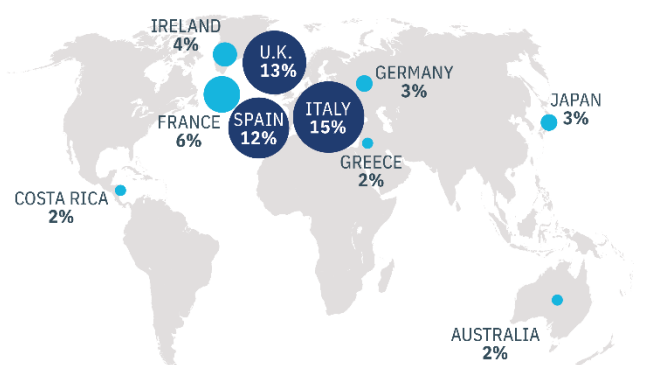 IRELAND
4%
U.K.
13%
GERMANY
3%
FRANCE
6%
SPAIN
12%
ITALY
15%
JAPAN
3%
GREECE
2%
COSTA RICA
2%
AUSTRALIA
2%